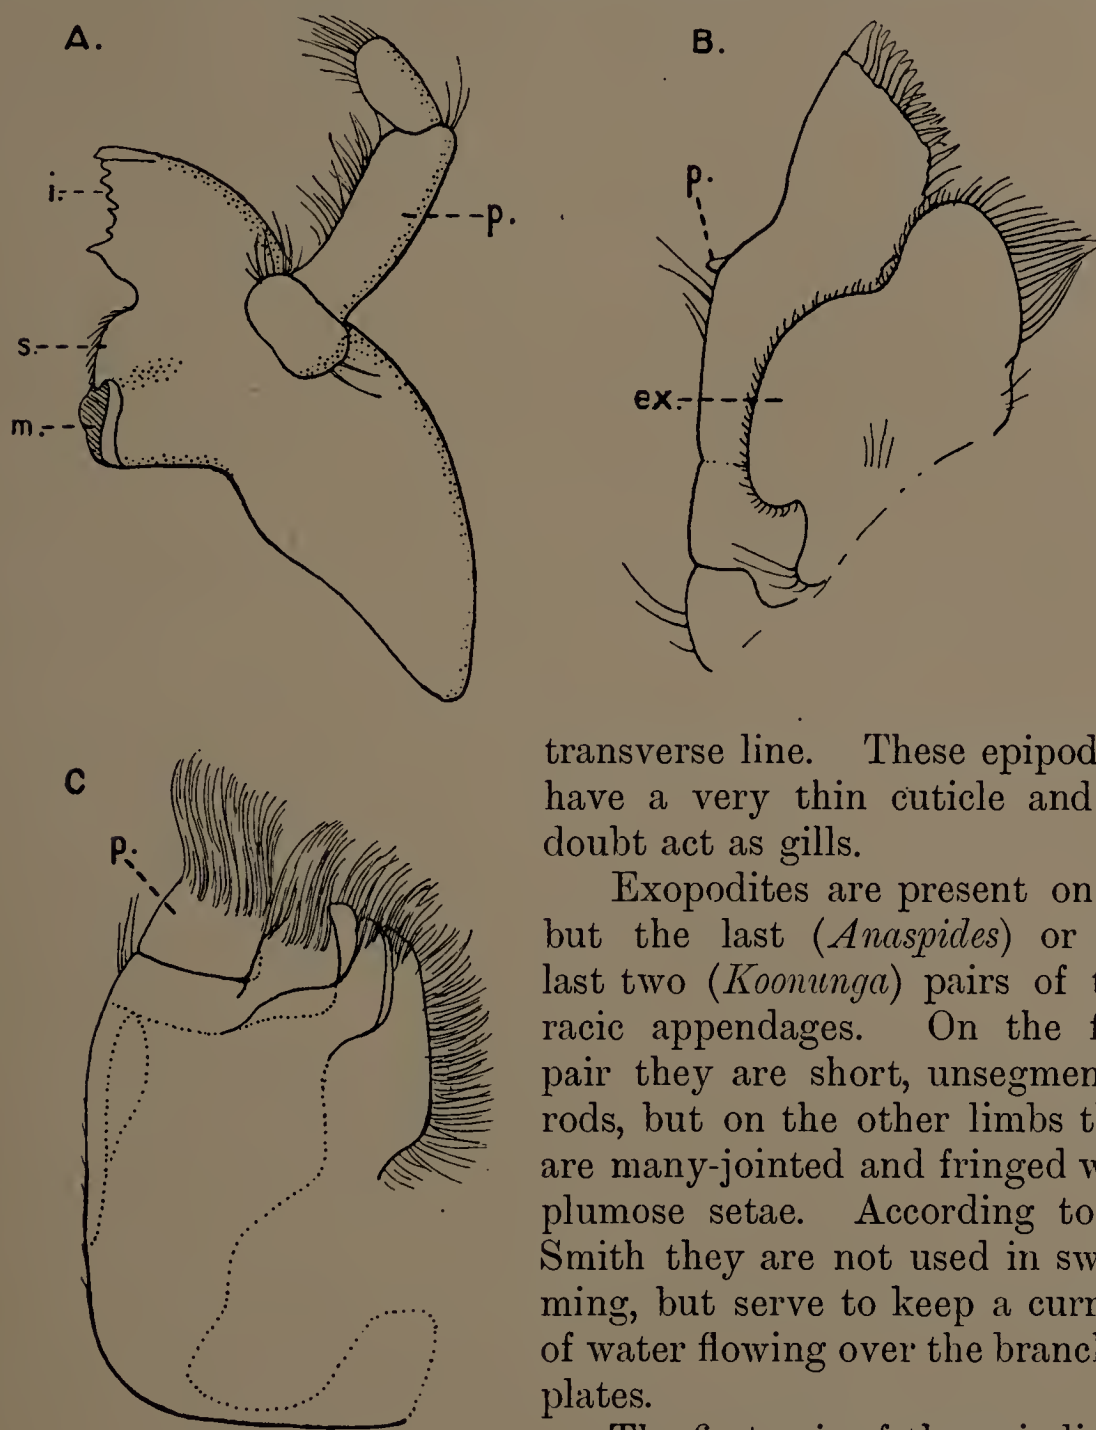 A.
B.
i.
p.
p.
s.
ex.
m.
C
p.
transverse line. These epipod
have a very thin cuticle and
doubt act as gills.
Exopodites are present on
but the last (Anaspides) or
last two (Koonunga) pairs of t
racic appendages. On the f
pair they are short, unsegmen
rods, but on the other limbs t
are many-jointed and fringed w
plumose setae. According to
Smith they are not used in sw
ming, but serve to keep a curr
of water flowing over the branc
plates.